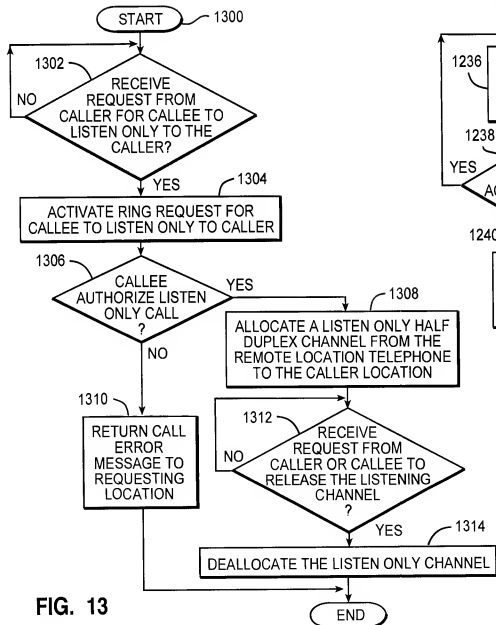 START
1300
1302
RECEIVE
REQUEST FROM
CALLER FOR CALLEE TO
LISTEN ONLY TO THE
CALLER?
NO
YES
1304
ACTIVATE RING REQUEST FOR
CALLEE TO LISTEN ONLY TO CALLER
1306
CALLEE
AUTHORIZE LISTEN
ONLY CALL
?
YES
NO
1308
ALLOCATE A LISTEN ONLY HALF
DUPLEX CHANNEL FROM THE
REMOTE LOCATION TELEPHONE
TO THE CALLER LOCATION
1310
RETURN CALL
ERROR
MESSAGE TO
REQUESTING
LOCATION
1312
RECEIVE
REQUEST FROM
CALLER OR CALLEE TO
RELEASE THE LISTENING
CHANNEL
?
NO
YES
1314
DEALLOCATE THE LISTEN ONLY CHANNEL
END
FIG. 13
1236
1238
YES
1240